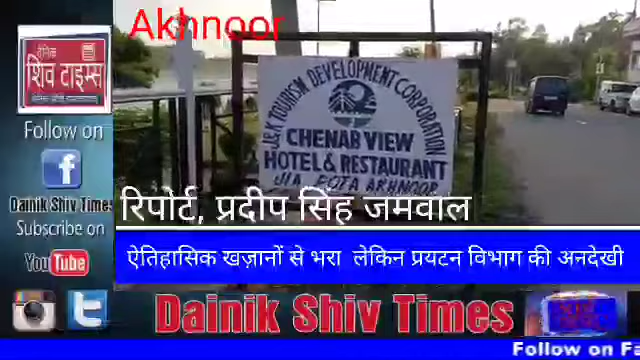 Akhnoor
दैनिक
शिव टाइम्स
Follow on
f
Dainik Shiv Times
Subscribe on
YouTube
J&K TOURISM DEVELOPMENT CORPORATION
CHENAB VIEW
HOTEL & RESTAURANT
JIA POTA AKHNOOR
रिपोर्ट, प्रदीप सिंह जमवाल
ऐतिहासिक खज़ानों से भरा लेकिन प्रयटन विभाग की अनदेखी
Dainik Shiv Times
Follow on Fa